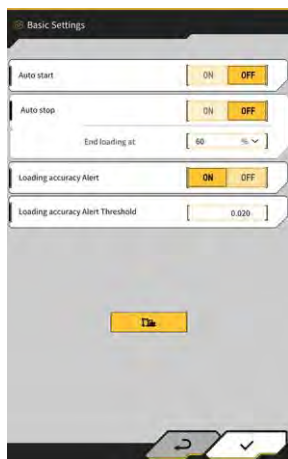 Basic Settings
Auto start
ON OFF
Auto stop
ON OFF
End loading at
60 %
Loading accuracy Alert
ON OFF
Loading accuracy Alert Threshold
0.020